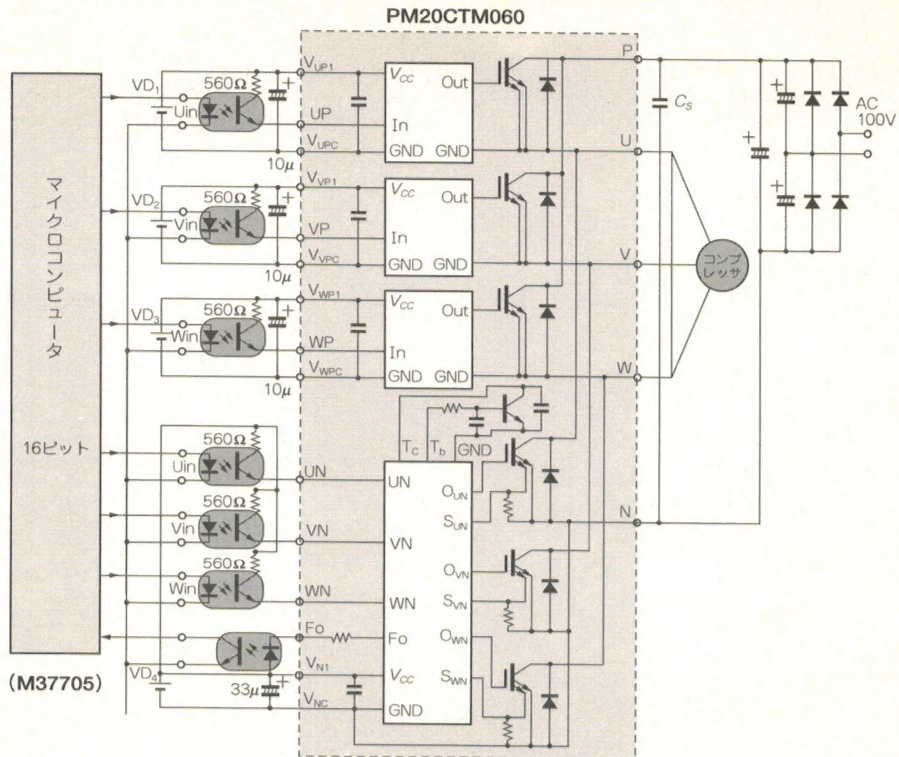 PM20CTM060
マイクロコンピュータ
16ビット
(M37705)
VD1
560Ω
Uin
+
10μ
VUP1
UP
VUPC
VCC
Out
In
GND GND
P
U
CS
+
+
+
AC
100V
VD2
560Ω
Vin
+
10μ
VVP1
VP
VVPC
VCC
Out
In
GND GND
V
コンプ
レッサ
VD3
560Ω
Win
+
10μ
VWP1
WP
VWPC
VCC
Out
In
GND GND
W
TC Tb GND
560Ω
Uin
UN
UN
OUN
SUN
N
560Ω
Vin
VN
VN
OVN
SVN
560Ω
Win
WN
WN
OWN
SWN
Fo
Fo
VD4
33μ
+
VN1
VNC
VCC
GND